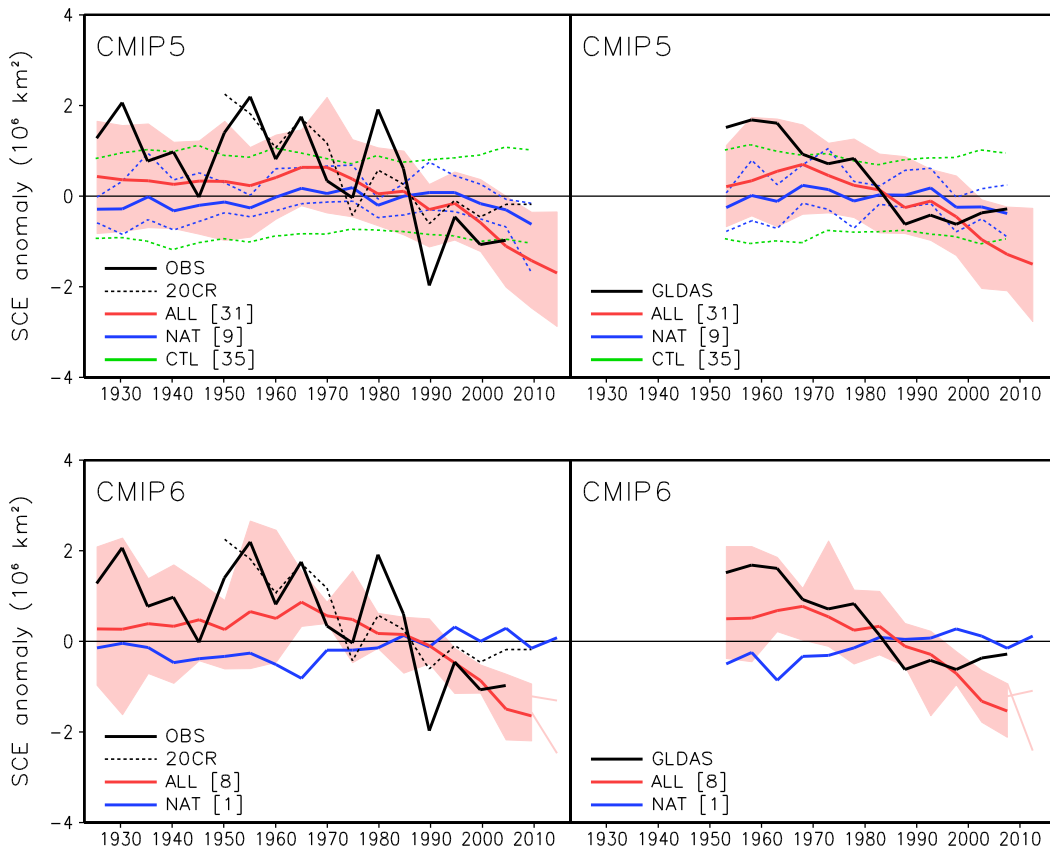 SCE anomaly (10⁶ km²)
4
2
0
−2
−4
CMIP5
OBS
20CR
ALL [31]
NAT [9]
CTL [35]
1930 1940 1950 1960 1970 1980 1990 2000 2010
CMIP5
GLDAS
ALL [31]
NAT [9]
CTL [35]
1930 1940 1950 1960 1970 1980 1990 2000 2010
SCE anomaly (10⁶ km²)
4
2
0
−2
−4
CMIP6
OBS
20CR
ALL [8]
NAT [1]
1930 1940 1950 1960 1970 1980 1990 2000 2010
CMIP6
GLDAS
ALL [8]
NAT [1]
1930 1940 1950 1960 1970 1980 1990 2000 2010